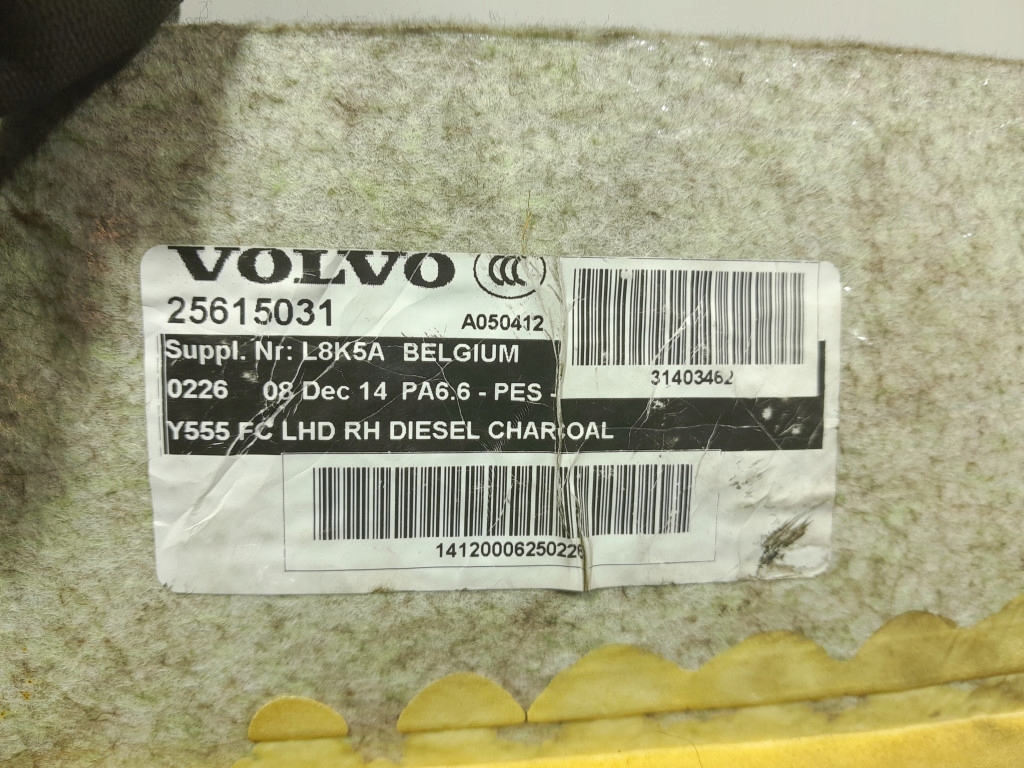 VOLVO CCC
25615031 A050412
31403462
Suppl. Nr: L8K5A BELGIUM
0226 08 Dec 14 PA6.6 - PES -
Y555 FC LHD RH DIESEL CHARCOAL
14120006250226